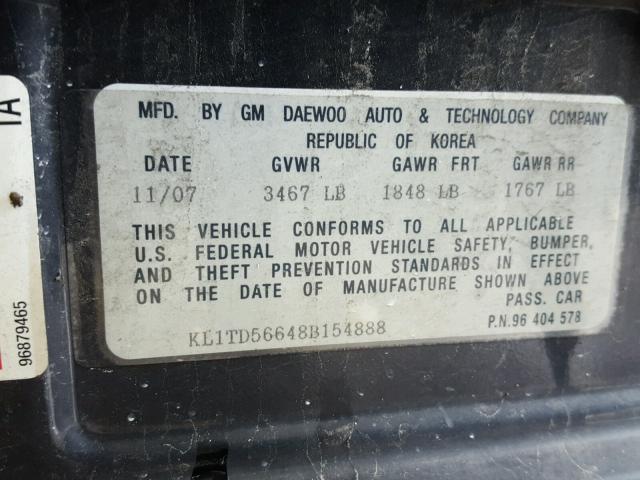 MFD. BY GM DAEWOO AUTO & TECHNOLOGY COMPANY
REPUBLIC OF KOREA
DATE GVWR GAWR FRT GAWR RR
11/07 3467 LB 1848 LB 1767 LB
THIS VEHICLE CONFORMS TO ALL APPLICABLE
U.S. FEDERAL MOTOR VEHICLE SAFETY, BUMPER,
AND THEFT PREVENTION STANDARDS IN EFFECT
ON THE DATE OF MANUFACTURE SHOWN ABOVE
PASS. CAR
KL1TD56648B154888 P.N.96 404 578
96879465